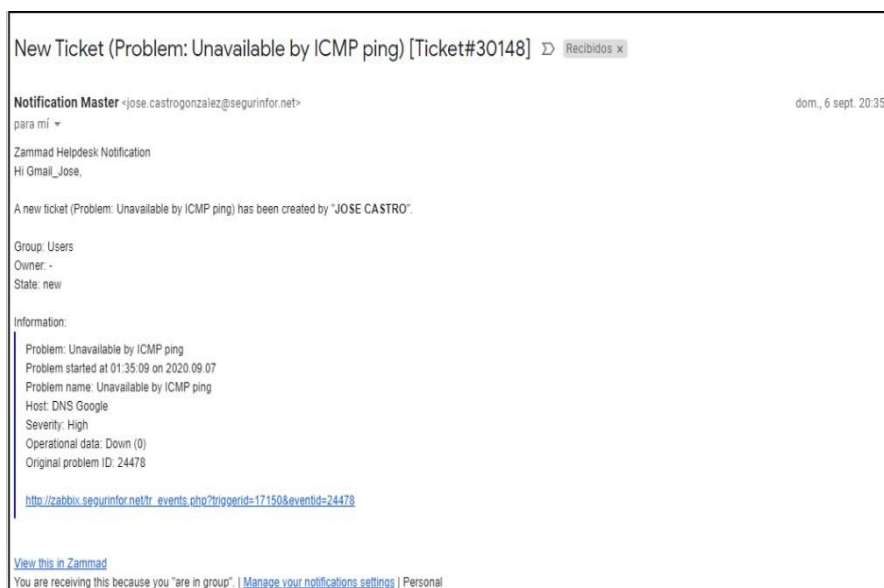 New Ticket (Problem: Unavailable by ICMP ping) [Ticket#30148] Recibidos x
Notification Master <jose.castrogonzalez@segurinfor.net> dom., 6 sept. 20:35
para mí
Zammad Helpdesk Notification
Hi Gmail_Jose,
A new ticket (Problem: Unavailable by ICMP ping) has been created by "JOSE CASTRO".
Group: Users
Owner: -
State: new
Information:
Problem: Unavailable by ICMP ping
Problem started at 01:35:09 on 2020.09.07
Problem name: Unavailable by ICMP ping
Host: DNS Google
Severity: High
Operational data: Down (0)
Original problem ID: 24478
http://zabbix.segurinfor.net/tr_events.php?triggerid=17150&eventid=24478
View this in Zammad
You are receiving this because you "are in group". | Manage your notifications settings | Personal